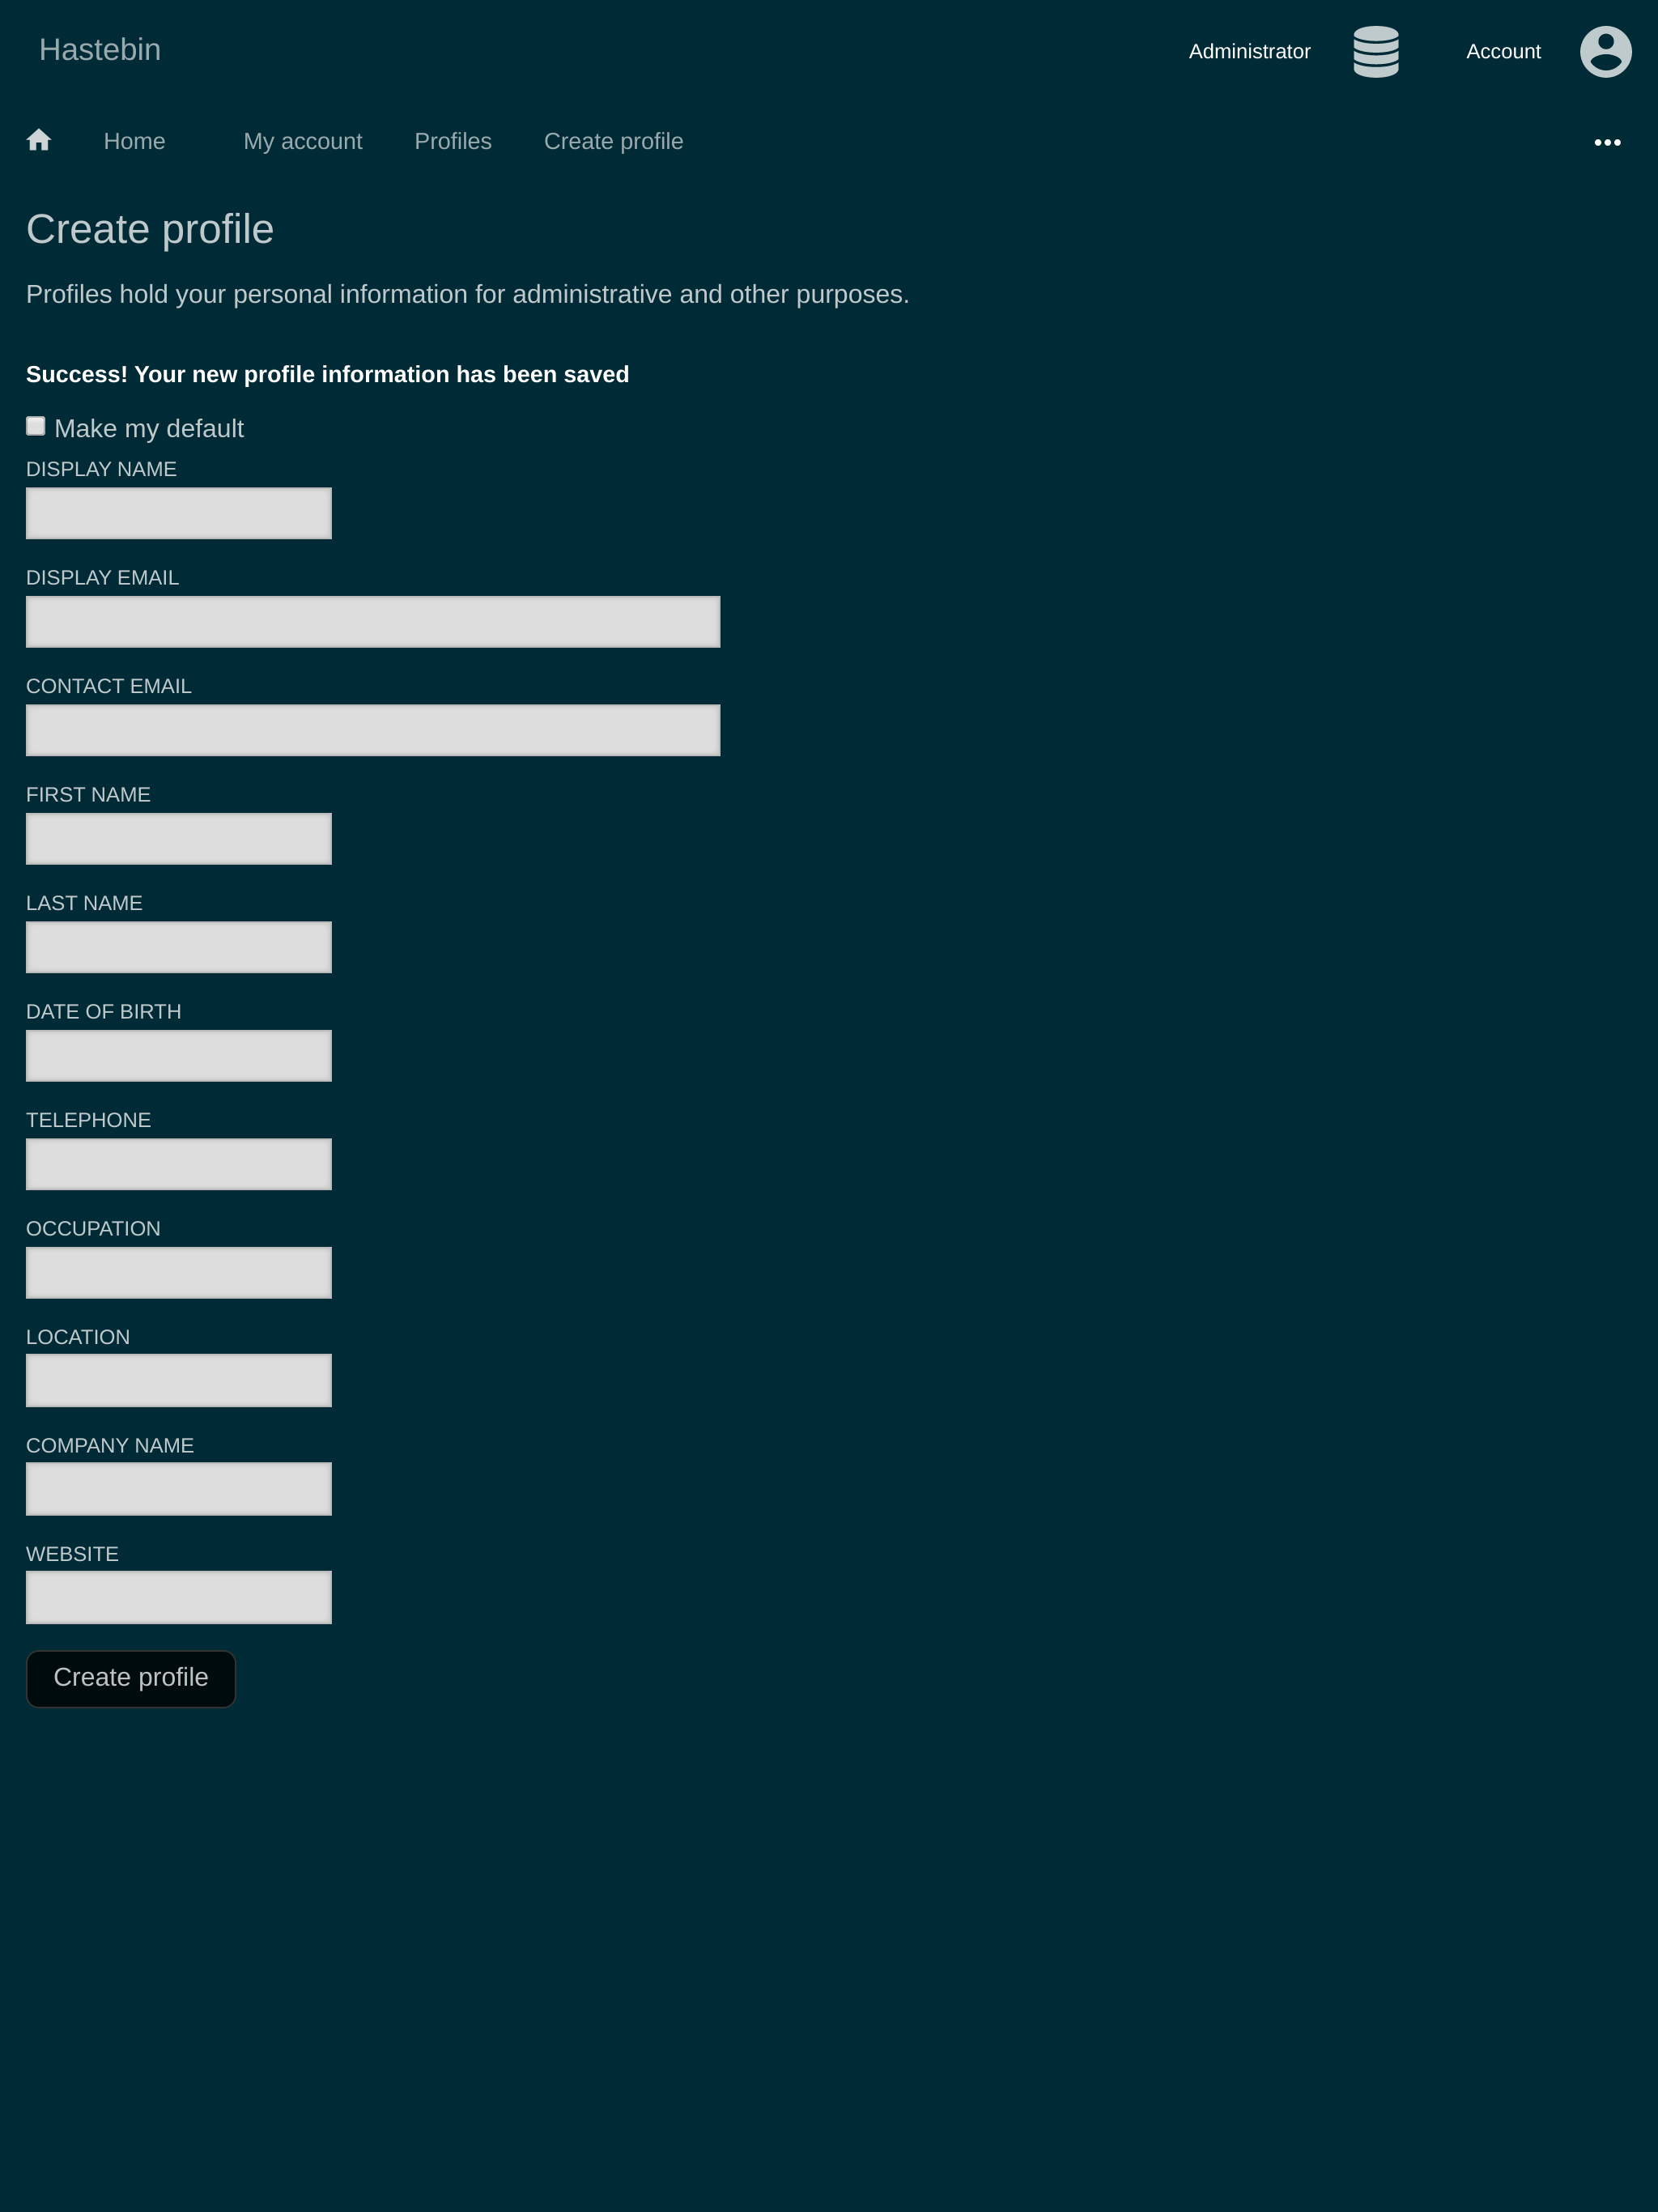 Hastebin
Administrator
Account
Home
My account
Profiles
Create profile
Create profile
Profiles hold your personal information for administrative and other purposes.
Success! Your new profile information has been saved
Make my default
DISPLAY NAME
DISPLAY EMAIL
CONTACT EMAIL
FIRST NAME
LAST NAME
DATE OF BIRTH
TELEPHONE
OCCUPATION
LOCATION
COMPANY NAME
WEBSITE
Create profile